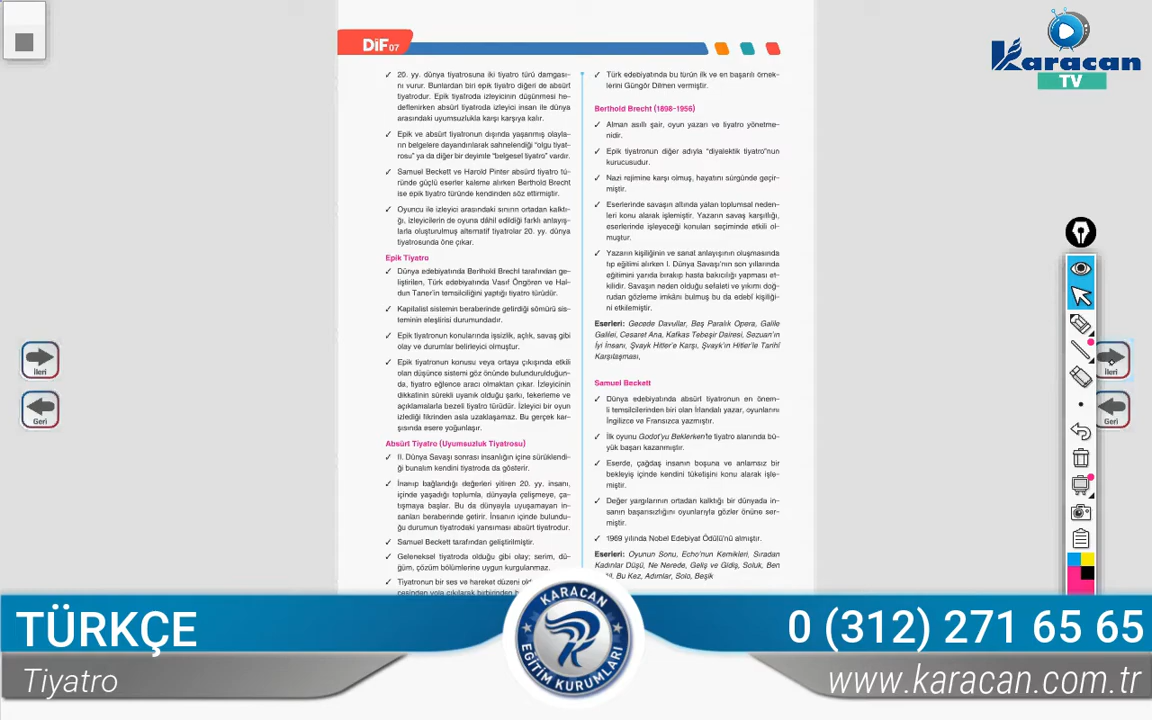 DİF 07
Karacan
TV
✓ 20. yy. dünya tiyatrosuna iki tiyatro türü damgası-
nı vurur. Bunlardan biri epik tiyatro diğeri de absürt
tiyatrodur. Epik tiyatroda izleyicinin düşünmesi he-
deflenirken absürt tiyatroda izleyici insan ile dünya
arasındaki uyumsuzlukla karşı karşıya kalır.
✓ Epik ve absürt tiyatronun dışında yaşanmış olayla-
rın belgelere dayandırılarak sahnelendiği "olgu tiyat-
rosu" ya da diğer bir deyimle "belgesel tiyatro" vardır.
✓ Samuel Beckett ve Harold Pinter absürd tiyatro tü-
ründe güçlü eserler kaleme alırken Berthold Brecht
ise epik tiyatro türünde kendinden söz ettirmiştir.
✓ Oyuncu ile izleyici arasındaki sınırın ortadan kalktı-
ğı, izleyicilerin de oyuna dâhil edildiği farklı anlayış-
larla oluşturulmuş alternatif tiyatrolar 20. yy. dünya
tiyatrosunda öne çıkar.
Epik Tiyatro
✓ Dünya edebiyatında Berthold Brecht tarafından ge-
liştirilen, Türk edebiyatında Vasıf Öngören ve Hal-
dun Taner'in temsilciliğini yaptığı tiyatro türüdür.
✓ Kapitalist sistemin beraberinde getirdiği sömürü sis-
teminin eleştirisi durumundadır.
✓ Epik tiyatronun konularında işsizlik, açlık, savaş gibi
olay ve durumlar belirleyici olmuştur.
✓ Epik tiyatronun konusu veya ortaya çıkışında etkili
olan düşünce sistemi göz önünde bulundurulduğun-
da, tiyatro eğlence aracı olmaktan çıkar. İzleyicinin
dikkatinin sürekli uyanık olduğu şarkı, tekerleme ve
açıklamalarla bezeli tiyatro türüdür. İzleyici bir oyun
izlediği fikrinden asla uzaklaşamaz. Bu gerçek kar-
şısında esere yoğunlaşır.
Absürt Tiyatro (Uyumsuzluk Tiyatrosu)
✓ II. Dünya Savaşı sonrası insanlığın içine sürüklendi-
ği bunalım kendini tiyatroda da gösterir.
✓ İnanıp bağlandığı değerleri yitiren 20. yy. insanı,
içinde yaşadığı toplumla, dünyayla çelişmeye, ça-
tışmaya başlar. Bu da dünyayla uyuşamayan in-
sanları beraberinde getirir. İnsanın içinde bulundu-
ğu durumun tiyatrodaki yansıması absürt tiyatrodur.
✓ Samuel Beckett tarafından geliştirilmiştir.
✓ Geleneksel tiyatroda olduğu gibi olay; serim, dü-
ğüm, çözüm bölümlerine uygun kurgulanmaz.
✓ Tiyatronun bir ses ve hareket düzeni
✓ Türk edebiyatında bu türün ilk ve en başarılı örnek-
lerini Güngör Dilmen vermiştir.
Berthold Brecht (1898-1956)
✓ Alman asıllı şair, oyun yazarı ve tiyatro yönetme-
nidir.
✓ Epik tiyatronun diğer adıyla "diyalektik tiyatro"nun
kurucusudur.
✓ Nazi rejimine karşı olmuş, hayatını sürgünde geçir-
miştir.
✓ Eserlerinde savaşın altında yatan toplumsal neden-
leri konu alarak işlemiştir. Yazarın savaş karşıtlığı,
eserlerinde işleyeceği konuları seçiminde etkili ol-
muştur.
✓ Yazarın kişiliğinin ve sanat anlayışının oluşmasında
tıp eğitimi alırken I. Dünya Savaşı'nın son yıllarında
eğitimini yarıda bırakıp hasta bakıcılığı yapması et-
kilidir. Savaşın neden olduğu sefaleti ve yıkımı doğ-
rudan gözleme imkânı bulmuş bu da edebî kişiliği-
ni etkilemiştir.
Eserleri: Gecede Davullar, Beş Paralık Opera, Galile
Galilei, Cesaret Ana, Kafkas Tebeşir Dairesi, Sezuan'ın
İyi İnsanı, Şvayk Hitler'e Karşı, Şvayk'ın Hitler'le Tarihî
Karşılaşması,
Samuel Beckett
✓ Dünya edebiyatında absürt tiyatronun en önem-
li temsilcilerinden biri olan İrlandalı yazar, oyunlarını
İngilizce ve Fransızca yazmıştır.
✓ İlk oyunu Godot'yu Beklerken'le tiyatro alanında bü-
yük başarı kazanmıştır.
✓ Eserde, çağdaş insanın boşuna ve anlamsız bir
bekleyiş içinde kendini tüketişini konu alarak işle-
miştir.
✓ Değer yargılarının ortadan kalktığı bir dünyada in-
sanın başarısızlığını oyunlarıyla gözler önüne ser-
miştir.
✓ 1969 yılında Nobel Edebiyat Ödülü'nü almıştır.
Eserleri: Oyunun Sonu, Echo'nun Kemikleri, Sıradan
Kadınlar Düşü, Ne Nerede, Geliş ve Gidiş, Soluk, Ben
Bu Kez, Adımlar, Solo, Beşik
İleri
Geri
İleri
Geri
TÜRKÇE
Tiyatro
KARACAN
EĞİTİM KURUMLARI
0 (312) 271 65 65
www.karacan.com.tr